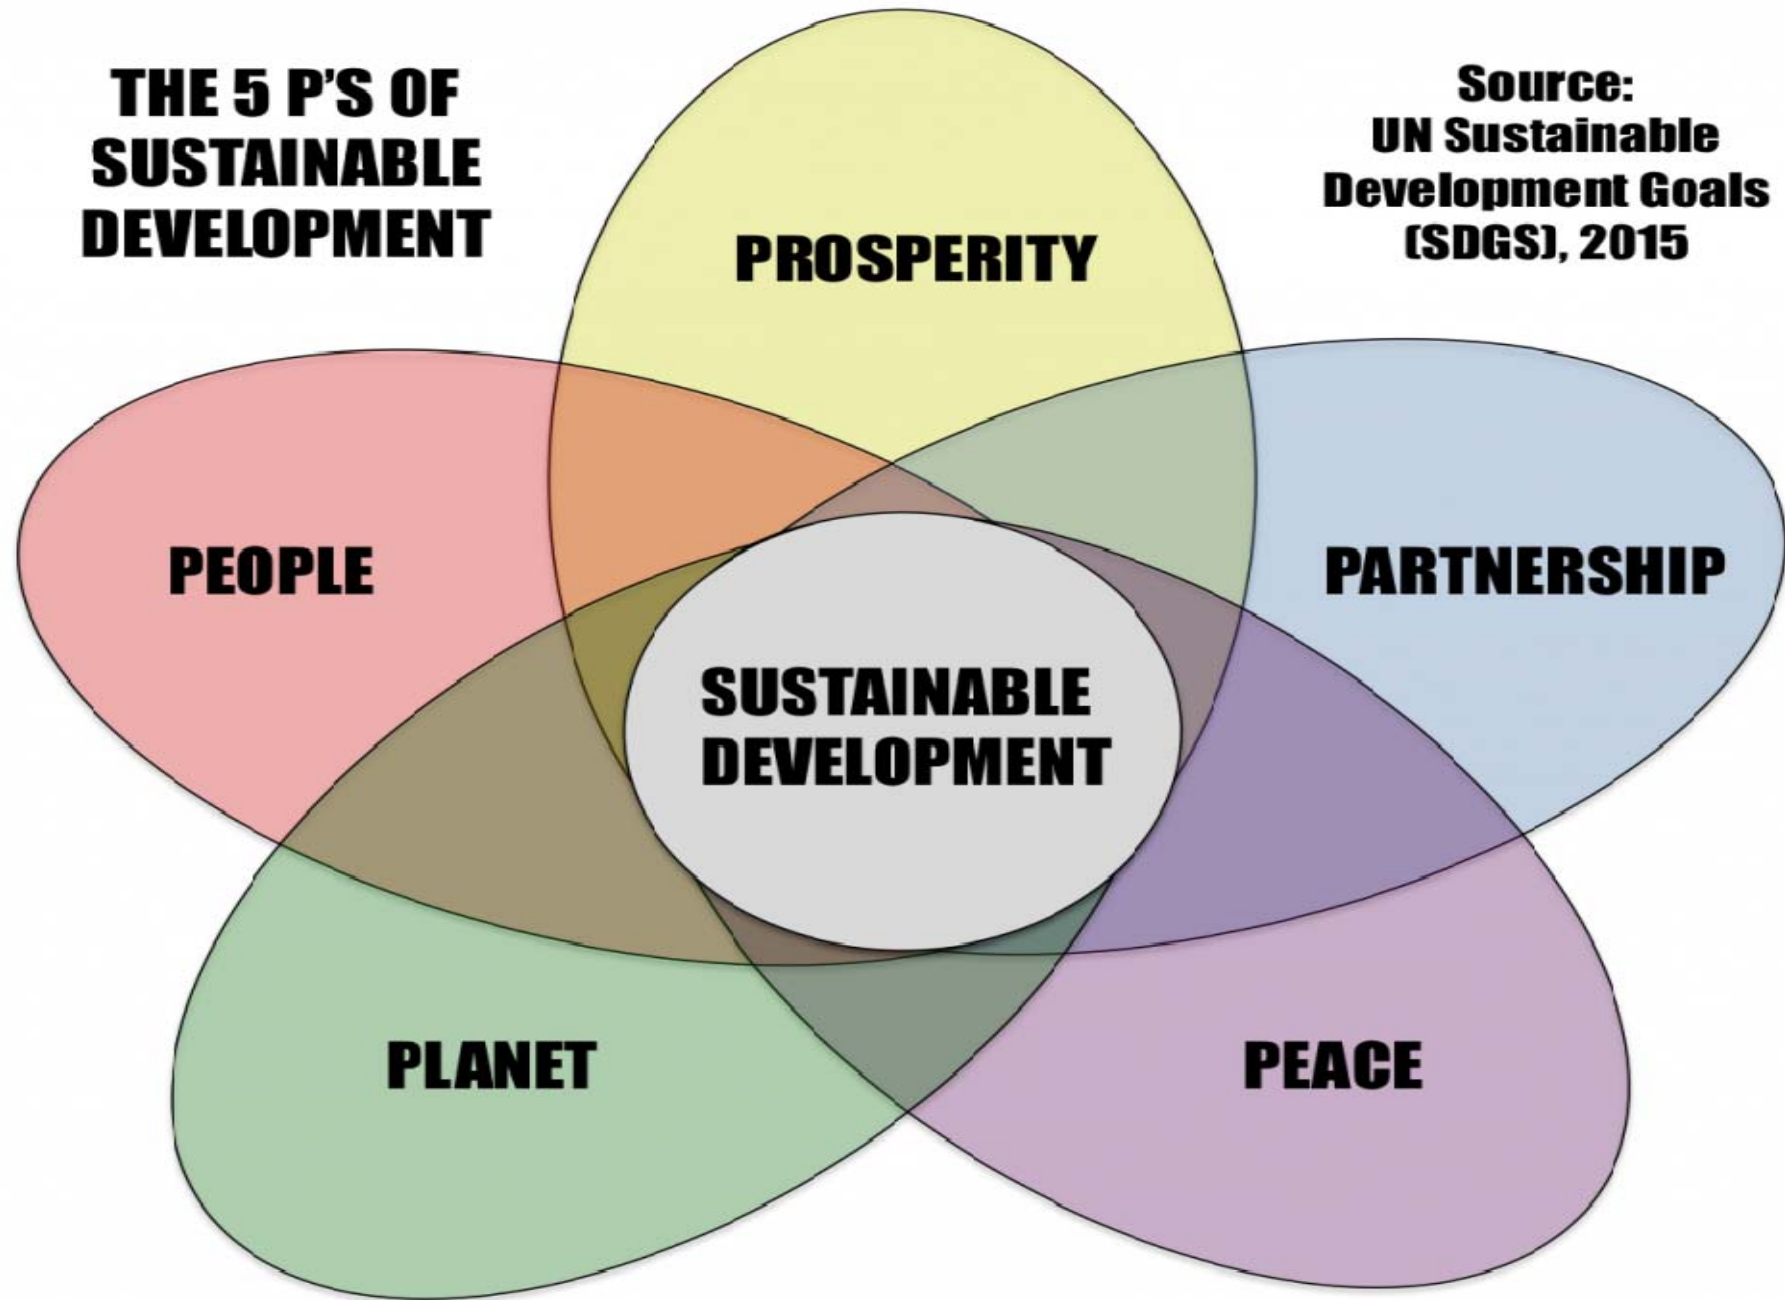 THE 5 P'S OF
SUSTAINABLE
DEVELOPMENT
Source:
UN Sustainable
Development Goals
(SDGS), 2015
PROSPERITY
PEOPLE
PARTNERSHIP
SUSTAINABLE
DEVELOPMENT
PLANET
PEACE